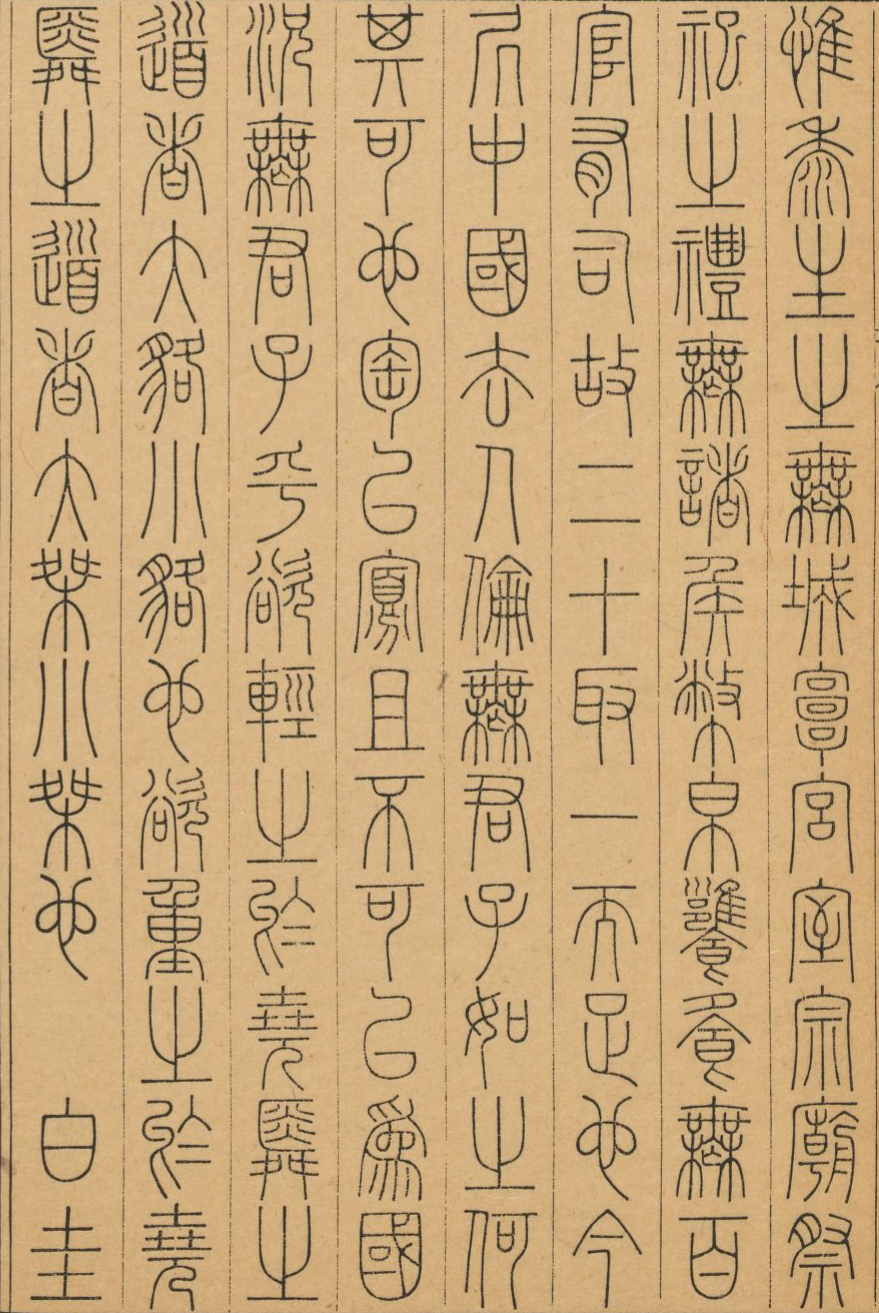 惟黍生之無城郭宮室宗廟祭
祀之禮無諸侯幣帛饔飧無百
官有司故二十取一而足也今
居中國去人倫無君子如之何
其可也陶以寡且不可以為國
況無君子乎欲輕之於堯舜之
道者大貉小貉也欲重之於堯
舜之道者大桀小桀也　白圭